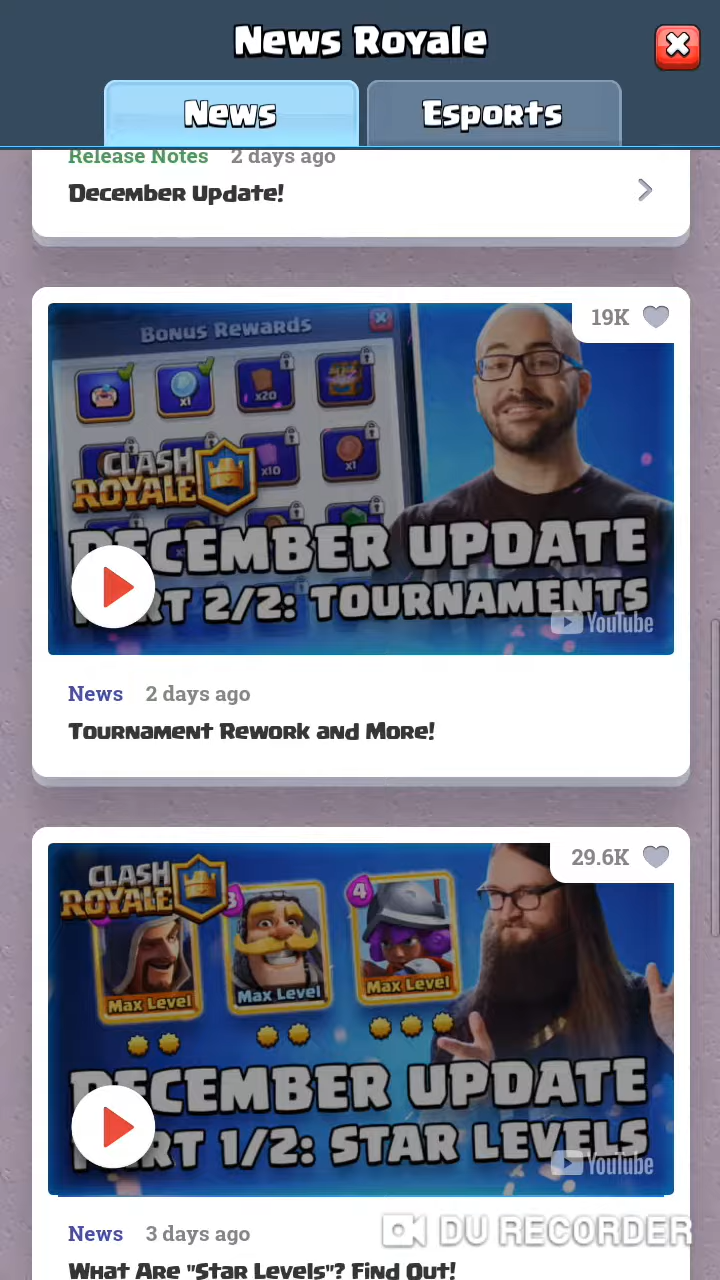 News Royale
News
Esports
Release Notes 2 days ago
December Update!
19K
Bonus Rewards
x1
x20
x10
x1
CLASH
ROYALE
DECEMBER UPDATE
2/2: TOURNAMENTS
YouTube
News 2 days ago
Tournament Rework and More!
29.6K
CLASH
ROYALE
3
4
Max Level
Max Level
Max Level
DECEMBER UPDATE
PART 1/2: STAR LEVELS
YouTube
News 3 days ago
DU RECORDER
What Are "Star Levels"? Find Out!